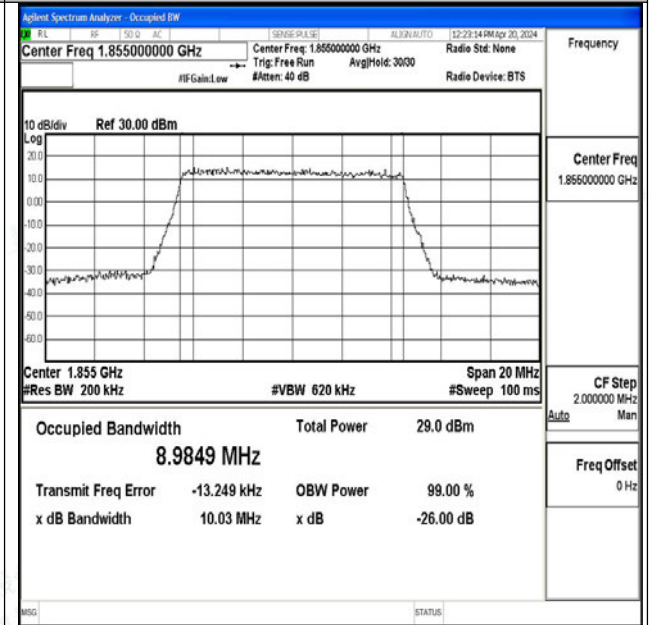 Agilent Spectrum Analyzer - Occupied BW
RL RF 50 Ω AC SENSE:PULSE ALIGN AUTO 12:23:14 PM Apr 20, 2024
Center Freq 1.855000000 GHz
Center Freq: 1.855000000 GHz
Radio Std: None
Trig: Free Run
Avg|Hold: 30/30
#IFGain:Low
#Atten: 40 dB
Radio Device: BTS
10 dB/div
Ref 30.00 dBm
Log
20.0
10.0
0.00
-10.0
-20.0
-30.0
-40.0
-50.0
-60.0
Center 1.855 GHz
Span 20 MHz
#Res BW 200 kHz
#VBW 620 kHz
#Sweep 100 ms
Occupied Bandwidth
Total Power 29.0 dBm
8.9849 MHz
Transmit Freq Error -13.249 kHz
OBW Power 99.00 %
x dB Bandwidth 10.03 MHz
x dB -26.00 dB
MSG
STATUS
Frequency
Center Freq
1.855000000 GHz
CF Step
2.000000 MHz
Auto Man
Freq Offset
0 Hz